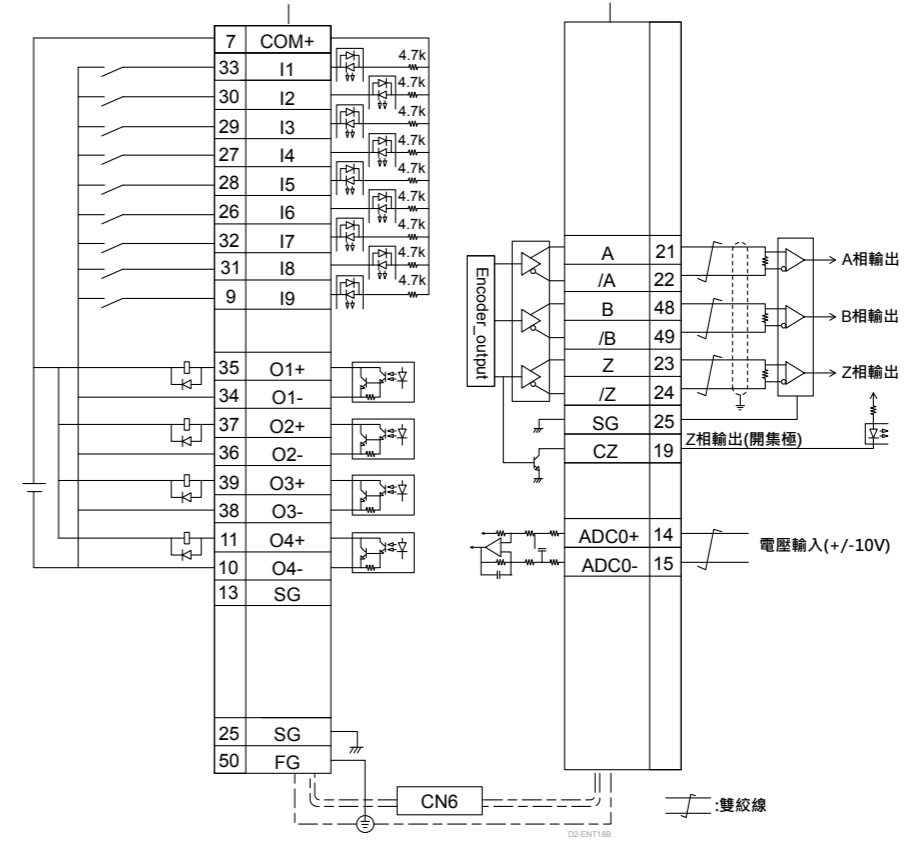 7 COM+
33 I1 4.7k
30 I2 4.7k
29 I3 4.7k
27 I4 4.7k
28 I5 4.7k
26 I6 4.7k
32 I7 4.7k
31 I8 4.7k
9 I9 4.7k
35 O1+
34 O1-
37 O2+
36 O2-
39 O3+
38 O3-
11 O4+
10 O4-
13 SG
25 SG
50 FG
Encoder_output
A 21
/A 22
A相輸出
B 48
/B 49
B相輸出
Z 23
/Z 24
Z相輸出
SG 25
Z相輸出(開集極)
CZ 19
ADC0+ 14
ADC0- 15
電壓輸入(+/-10V)
CN6
:雙絞線
D2-ENT18B